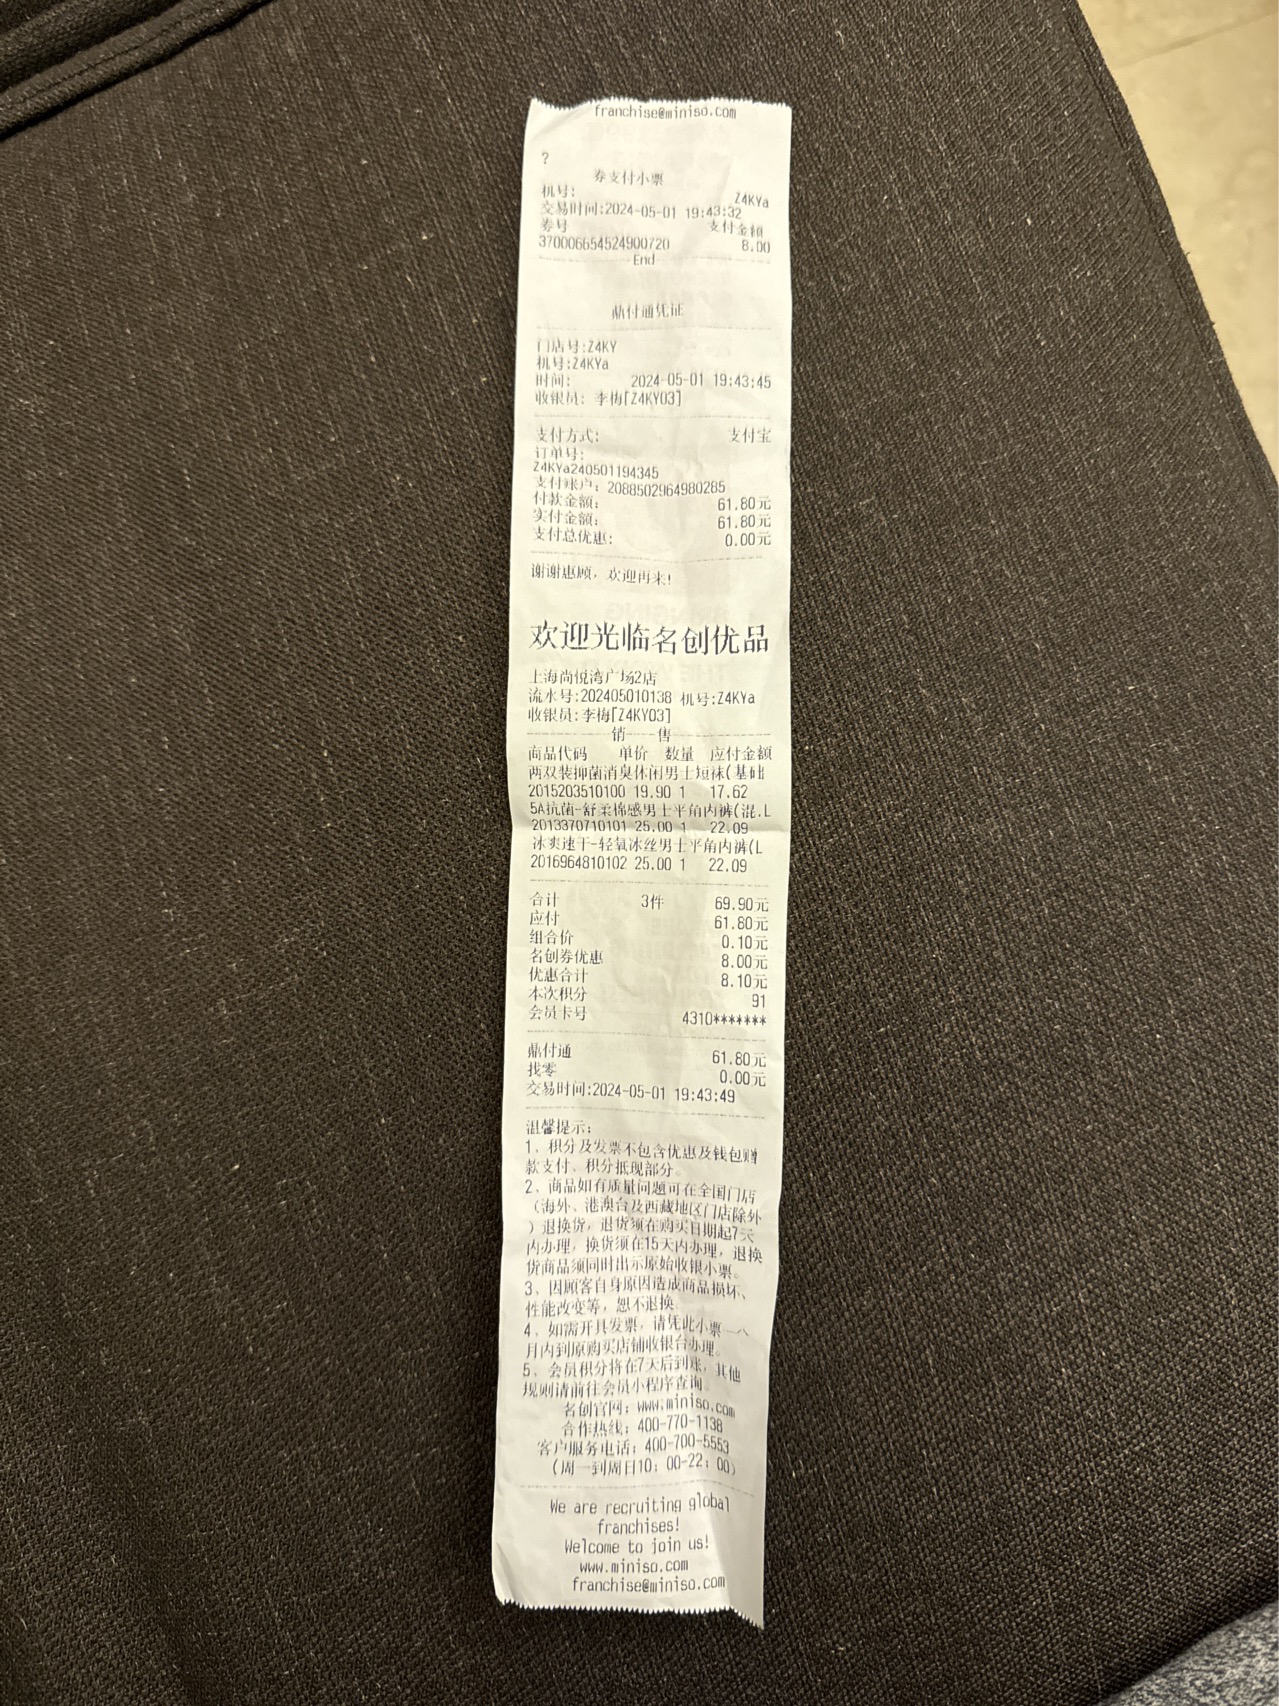 franchise@miniso.com
?
券支付小票
机号: Z4KYa
交易时间:2024-05-01 19:43:32
券号 支付金额
370006654524900720 8.00
End
鼎付通凭证
门店号:Z4KY
机号:Z4KYa
时间: 2024-05-01 19:43:45
收银员: 李梅[Z4KY03]
支付方式: 支付宝
订单号:
Z4KYa240501194345
支付账户: 2088502964980285
付款金额: 61.80元
实付金额: 61.80元
支付总优惠: 0.00元
谢谢惠顾，欢迎再来!
欢迎光临名创优品
上海尚悦湾广场2店
流水号:202405010138 机号:Z4KYa
收银员:李梅[Z4KY03]
销 售
商品代码 单价 数量 应付金额
两双装抑菌消臭休闲男士短袜(基础
2015203510100 19.90 1 17.62
5A抗菌-舒柔棉感男士平角内裤(混.L
2013370710101 25.00 1 22.09
冰爽速干-轻氧冰丝男士平角内裤(L
2016964810102 25.00 1 22.09
合计 3件 69.90元
应付 61.80元
组合价 0.10元
名创券优惠 8.00元
优惠合计 8.10元
本次积分 91
会员卡号 4310*******
鼎付通 61.80元
找零 0.00元
交易时间:2024-05-01 19:43:49
温馨提示:
1、积分及发票不包含优惠及钱包赠
款支付、积分抵现部分。
2、商品如有质量问题可在全国门店
（海外、港澳台及西藏地区门店除外
）退换货，退货须在购买日期起7天
内办理，换货须在15天内办理，退换
货商品须同时出示原始收银小票。
3、因顾客自身原因造成商品损坏、
性能改变等，恕不退换。
4、如需开具发票，请凭此小票一个
月内到原购买店铺收银台办理。
5、会员积分将在7天后到账，其他
规则请前往会员小程序查询。
名创官网：www.miniso.com
合作热线：400-770-1138
客户服务电话：400-700-5553
(周一到周日10：00-22：00)
We are recruiting global
franchises!
Welcome to join us!
www.miniso.com
franchise@miniso.com